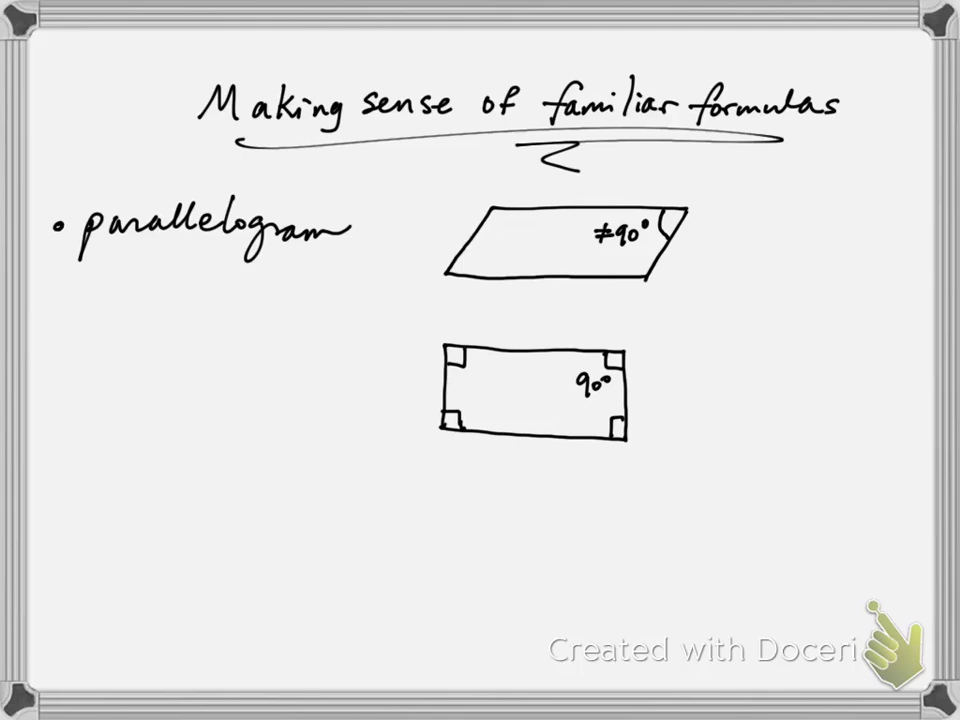 Making sense of familiar formulas
• parallelogram
≠90°
90°
Created with Doceri